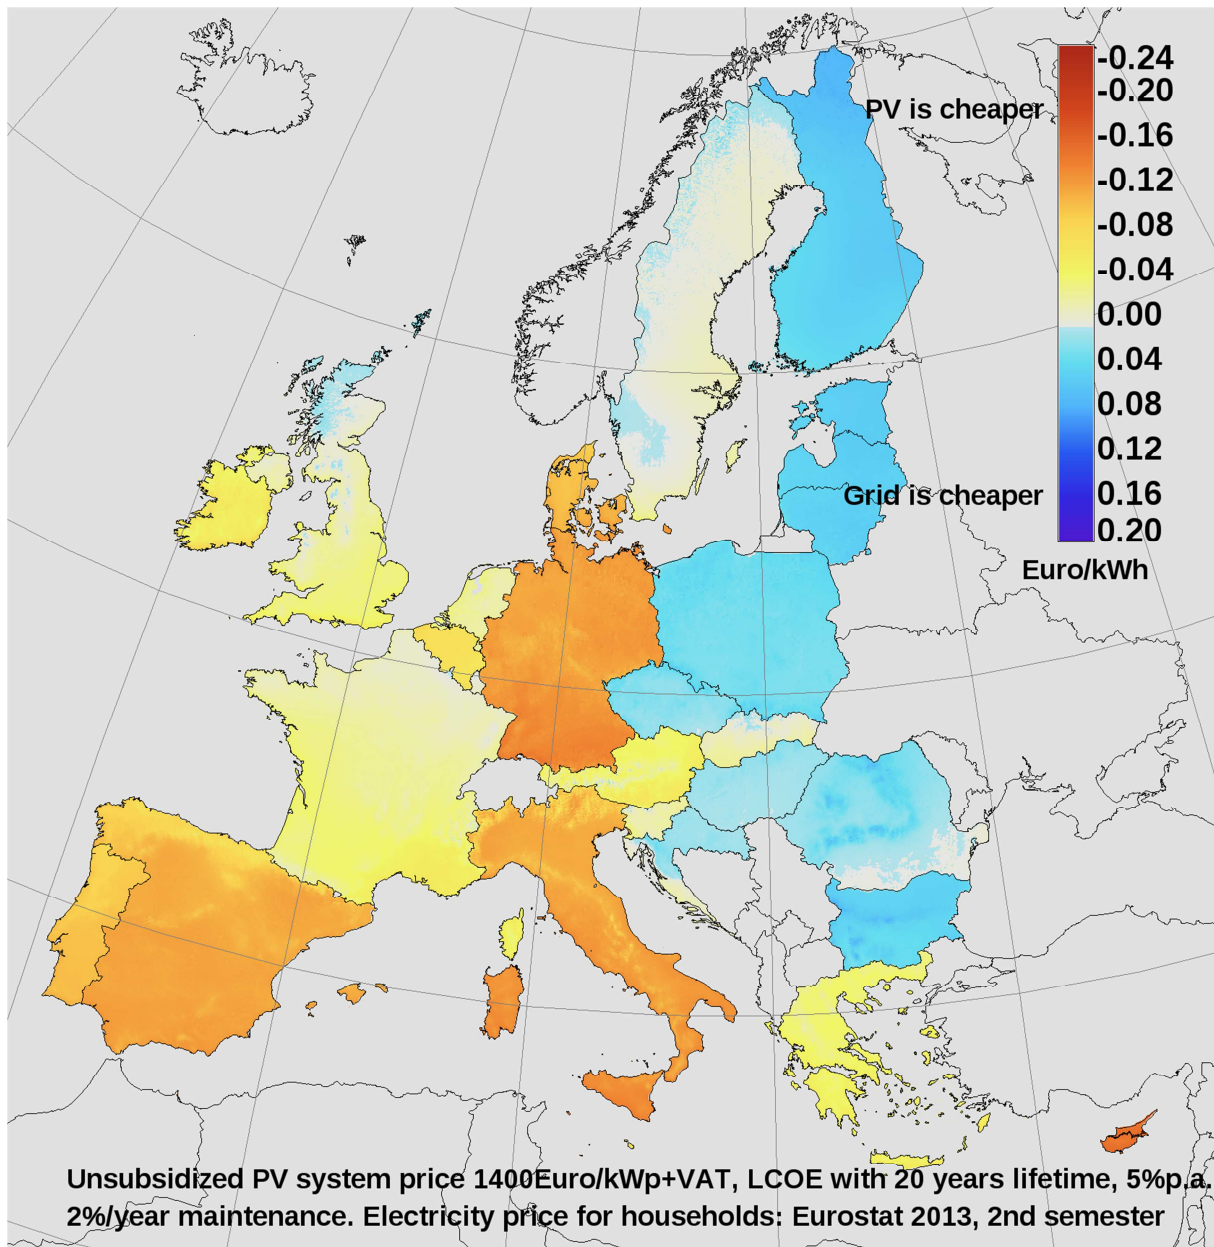 -0.24
-0.20
PV is cheaper
-0.16
-0.12
-0.08
-0.04
0.00
0.04
0.08
0.12
0.16
Grid is cheaper
0.20
Euro/kWh
Unsubsidized PV system price 1400Euro/kWp+VAT, LCOE with 20 years lifetime, 5%p.a.
2%/year maintenance. Electricity price for households: Eurostat 2013, 2nd semester